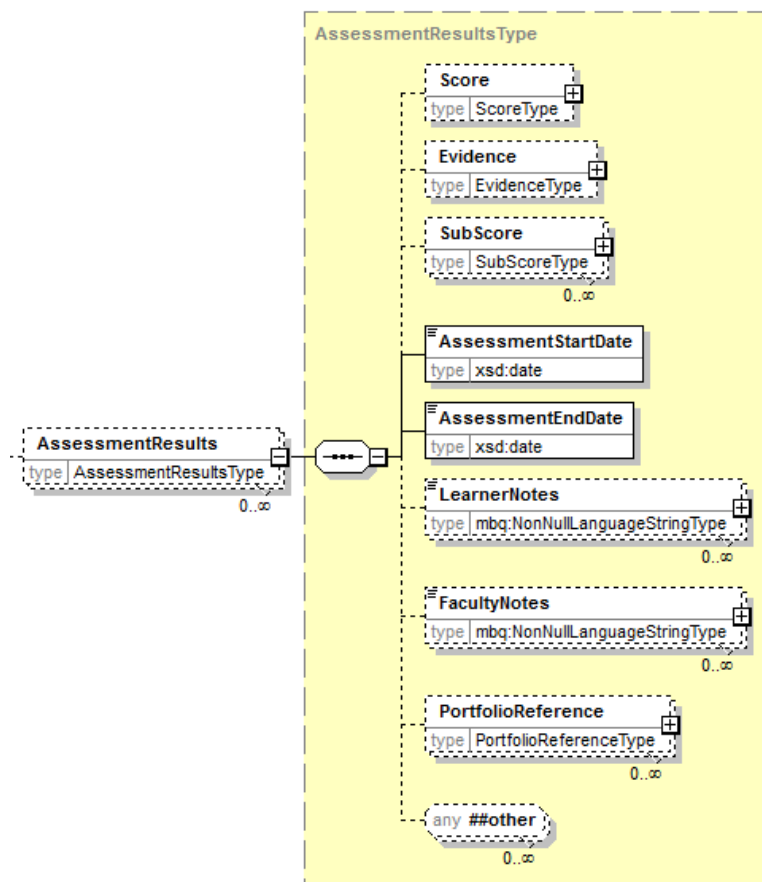 AssessmentResultsType
Score
type ScoreType
Evidence
type EvidenceType
SubScore
type SubScoreType
0..∞
AssessmentStartDate
type xsd:date
AssessmentEndDate
type xsd:date
AssessmentResults
type AssessmentResultsType
0..∞
LearnerNotes
type mbq:NonNullLanguageStringType
0..∞
FacultyNotes
type mbq:NonNullLanguageStringType
0..∞
PortfolioReference
type PortfolioReferenceType
0..∞
any ##other
0..∞